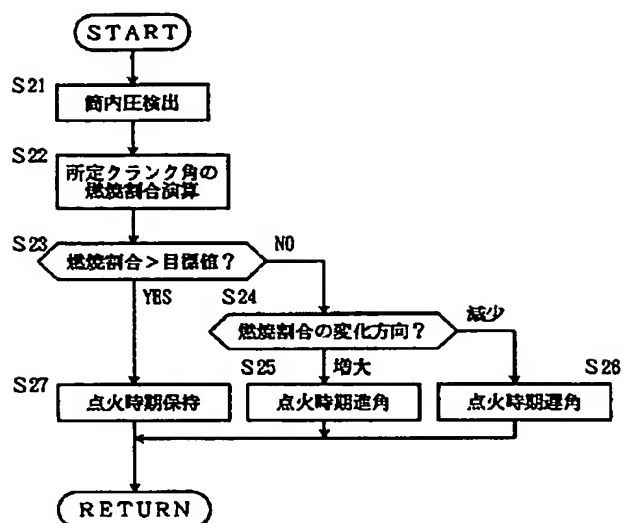 START
S21
筒内圧検出
S22
所定クランク角の
燃焼割合演算
S23
燃焼割合>目標値?
NO
YES
S24
燃焼割合の変化方向?
減少
S25
増大
S26
S27
点火時期保持
点火時期進角
点火時期遅角
RETURN